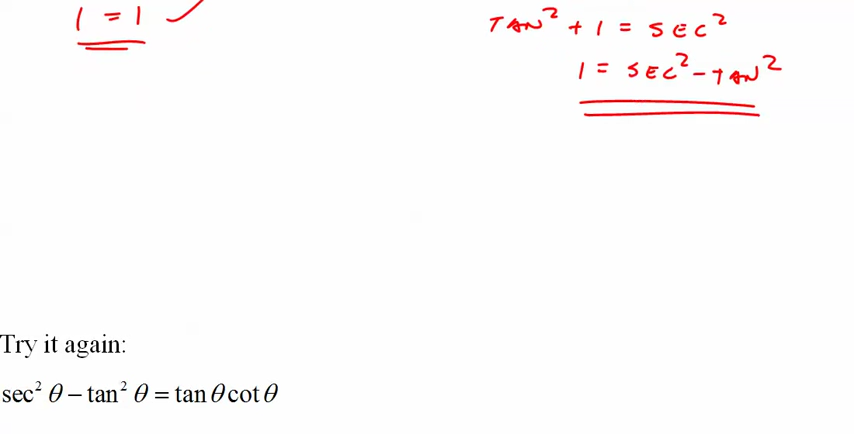 1 = 1 ✓
TAN² + 1 = SEC²
1 = SEC² - TAN²
Try it again:
sec² θ − tan² θ = tan θ cot θ